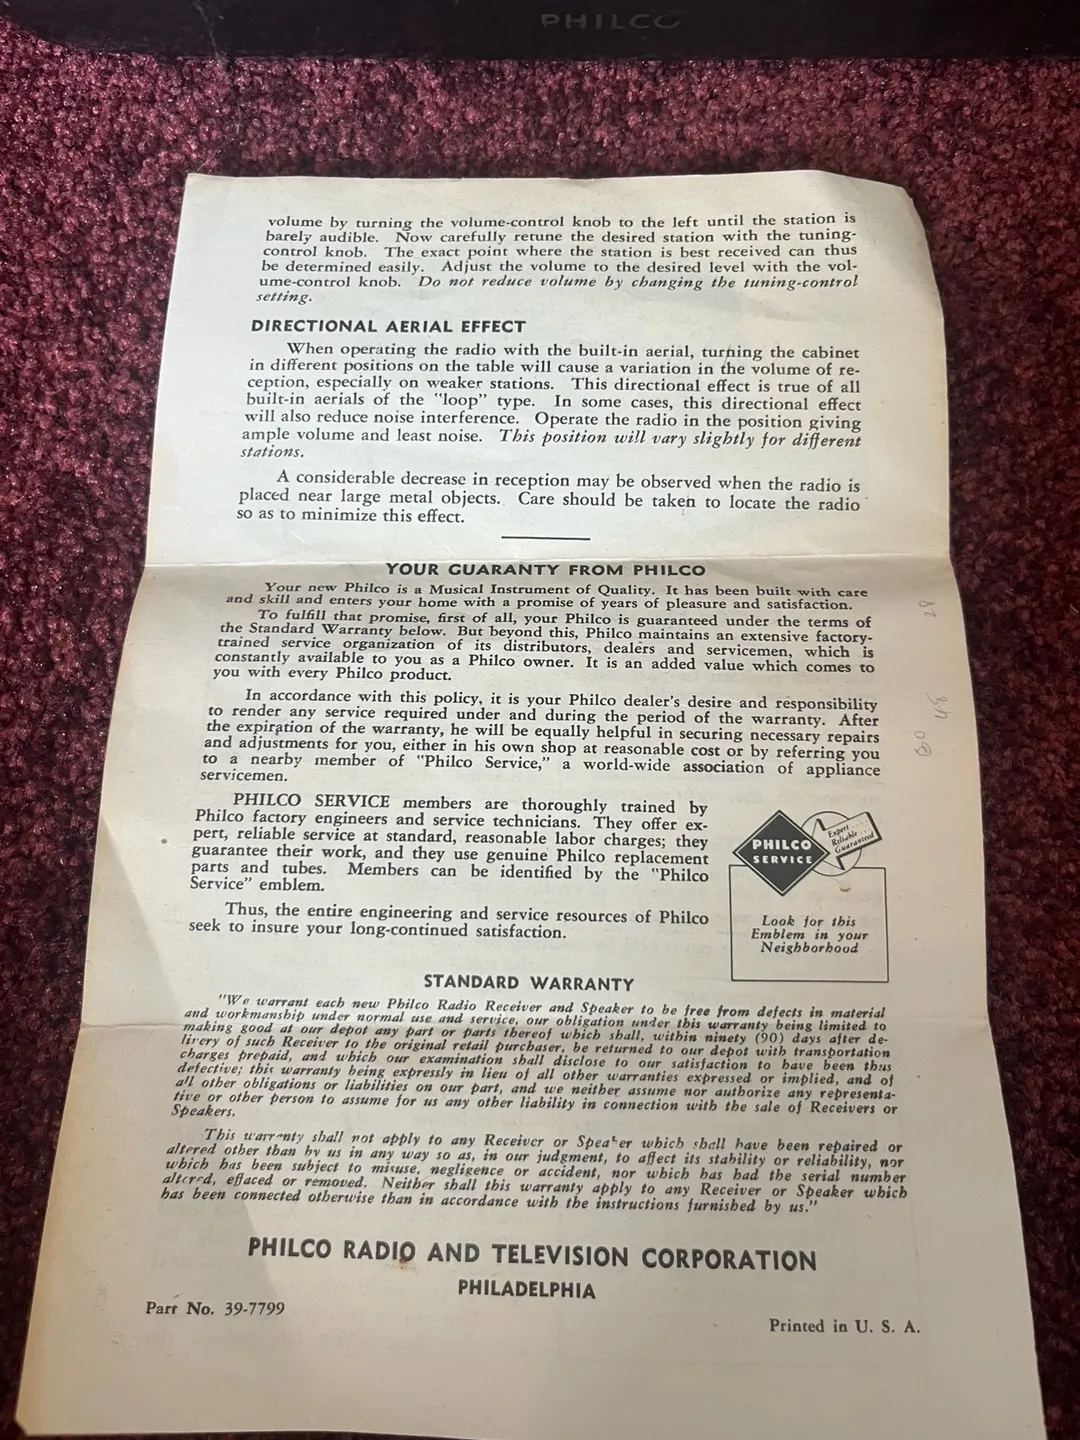 PHILCO
volume by turning the volume-control knob to the left until the station is
barely audible. Now carefully retune the desired station with the tuning-
control knob. The exact point where the station is best received can thus
be determined easily. Adjust the volume to the desired level with the vol-
ume-control knob. Do not reduce volume by changing the tuning-control
setting.
DIRECTIONAL AERIAL EFFECT
When operating the radio with the built-in aerial, turning the cabinet
in different positions on the table will cause a variation in the volume of re-
ception, especially on weaker stations. This directional effect is true of all
built-in aerials of the "loop" type. In some cases, this directional effect
will also reduce noise interference. Operate the radio in the position giving
ample volume and least noise. This position will vary slightly for different
stations.
A considerable decrease in reception may be observed when the radio is
placed near large metal objects. Care should be taken to locate the radio
so as to minimize this effect.
YOUR GUARANTY FROM PHILCO
Your new Philco is a Musical Instrument of Quality. It has been built with care
and skill and enters your home with a promise of years of pleasure and satisfaction.
To fulfill that promise, first of all, your Philco is guaranteed under the terms of
the Standard Warranty below. But beyond this, Philco maintains an extensive factory-
trained service organization of its distributors, dealers and servicemen, which is
constantly available to you as a Philco owner. It is an added value which comes to
you with every Philco product.
In accordance with this policy, it is your Philco dealer's desire and responsibility
to render any service required under and during the period of the warranty. After
the expiration of the warranty, he will be equally helpful in securing necessary repairs
and adjustments for you, either in his own shop at reasonable cost or by referring you
to a nearby member of "Philco Service," a world-wide association of appliance
servicemen.
PHILCO SERVICE members are thoroughly trained by
Philco factory engineers and service technicians. They offer ex-
pert, reliable service at standard, reasonable labor charges; they
guarantee their work, and they use genuine Philco replacement
parts and tubes. Members can be identified by the "Philco
Service" emblem.
Thus, the entire engineering and service resources of Philco
seek to insure your long-continued satisfaction.
PHILCO
SERVICE
Expert
Reliable
Guaranteed
Look for this
Emblem in your
Neighborhood
STANDARD WARRANTY
"We warrant each new Philco Radio Receiver and Speaker to be free from defects in material
and workmanship under normal use and service, our obligation under this warranty being limited to
making good at our depot any part or parts thereof which shall, within ninety (90) days after de-
livery of such Receiver to the original retail purchaser, be returned to our depot with transportation
charges prepaid, and which our examination shall disclose to our satisfaction to have been thus
defective; this warranty being expressly in lieu of all other warranties expressed or implied, and of
all other obligations or liabilities on our part, and we neither assume nor authorize any representa-
tive or other person to assume for us any other liability in connection with the sale of Receivers or
Speakers.
This warranty shall not apply to any Receiver or Speaker which shall have been repaired or
altered other than by us in any way so as, in our judgment, to affect its stability or reliability, nor
which has been subject to misuse, negligence or accident, nor which has had the serial number
altered, effaced or removed. Neither shall this warranty apply to any Receiver or Speaker which
has been connected otherwise than in accordance with the instructions furnished by us."
PHILCO RADIO AND TELEVISION CORPORATION
PHILADELPHIA
Part No. 39-7799
Printed in U. S. A.